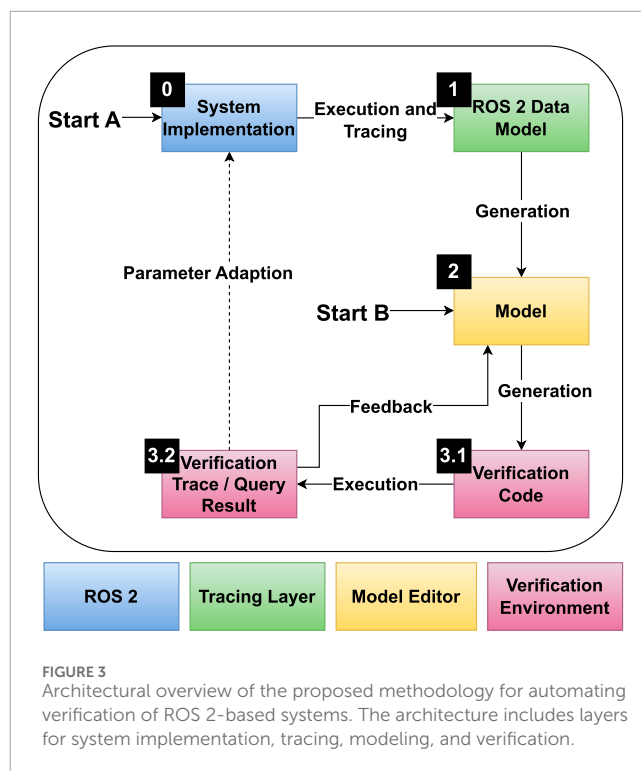 0
System
Implementation
Start A
Execution and
Tracing
1
ROS 2 Data
Model
Generation
Parameter Adaption
2
Model
Start B
Generation
Feedback
3.2
Verification
Trace / Query
Result
Execution
3.1
Verification
Code
ROS 2
Tracing Layer
Model Editor
Verification
Environment
FIGURE 3
Architectural overview of the proposed methodology for automating
verification of ROS 2-based systems. The architecture includes layers
for system implementation, tracing, modeling, and verification.